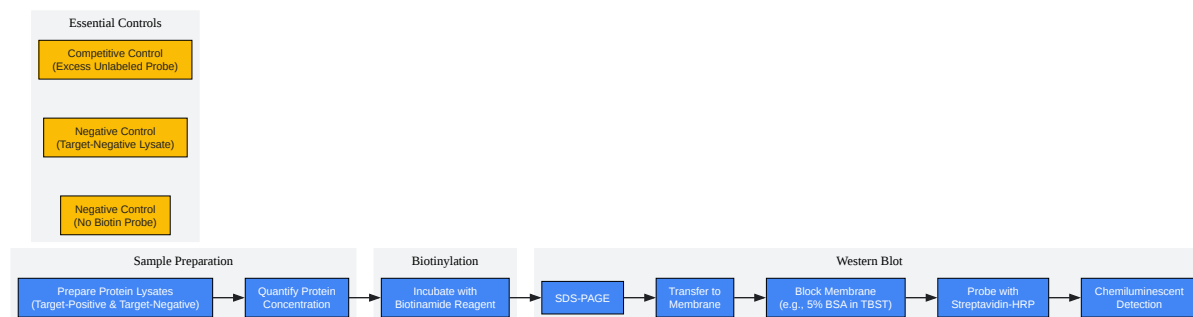 Essential Controls
Competitive Control
(Excess Unlabeled Probe)
Negative Control
(Target-Negative Lysate)
Negative Control
(No Biotin Probe)
Sample Preparation
Prepare Protein Lysates
(Target-Positive & Target-Negative)
Quantify Protein
Concentration
Biotinylation
Incubate with
Biotinamide Reagent
Western Blot
SDS-PAGE
Transfer to
Membrane
Block Membrane
(e.g., 5% BSA in TBST)
Probe with
Streptavidin-HRP
Chemiluminescent
Detection